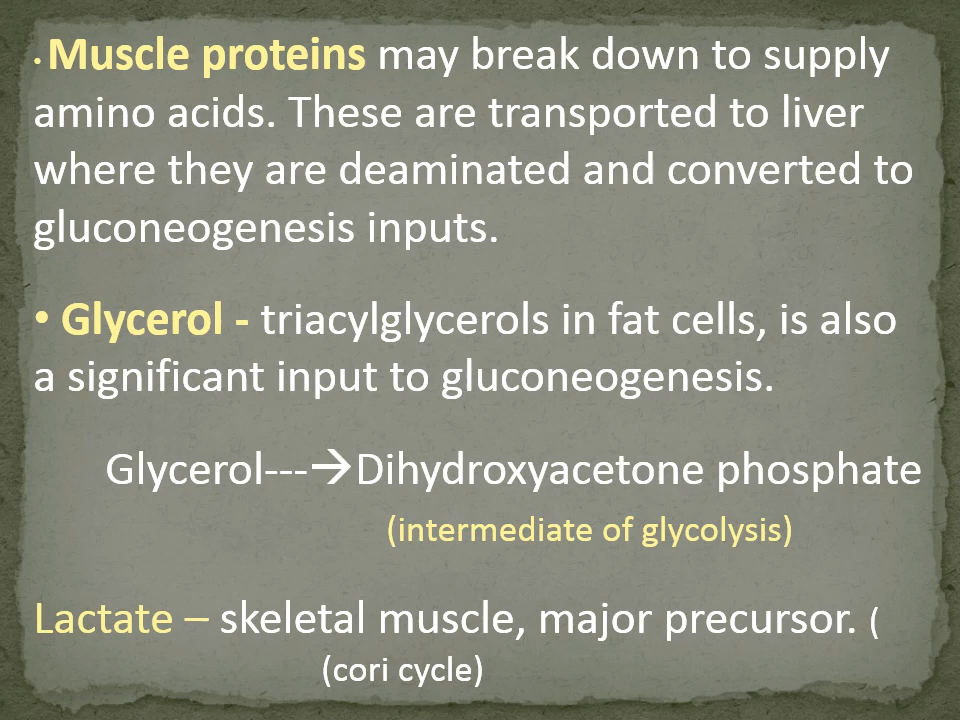 • Muscle proteins may break down to supply
amino acids. These are transported to liver
where they are deaminated and converted to
gluconeogenesis inputs.
• Glycerol - triacylglycerols in fat cells, is also
a significant input to gluconeogenesis.
Glycerol---→Dihydroxyacetone phosphate
(intermediate of glycolysis)
Lactate – skeletal muscle, major precursor. (
(cori cycle)